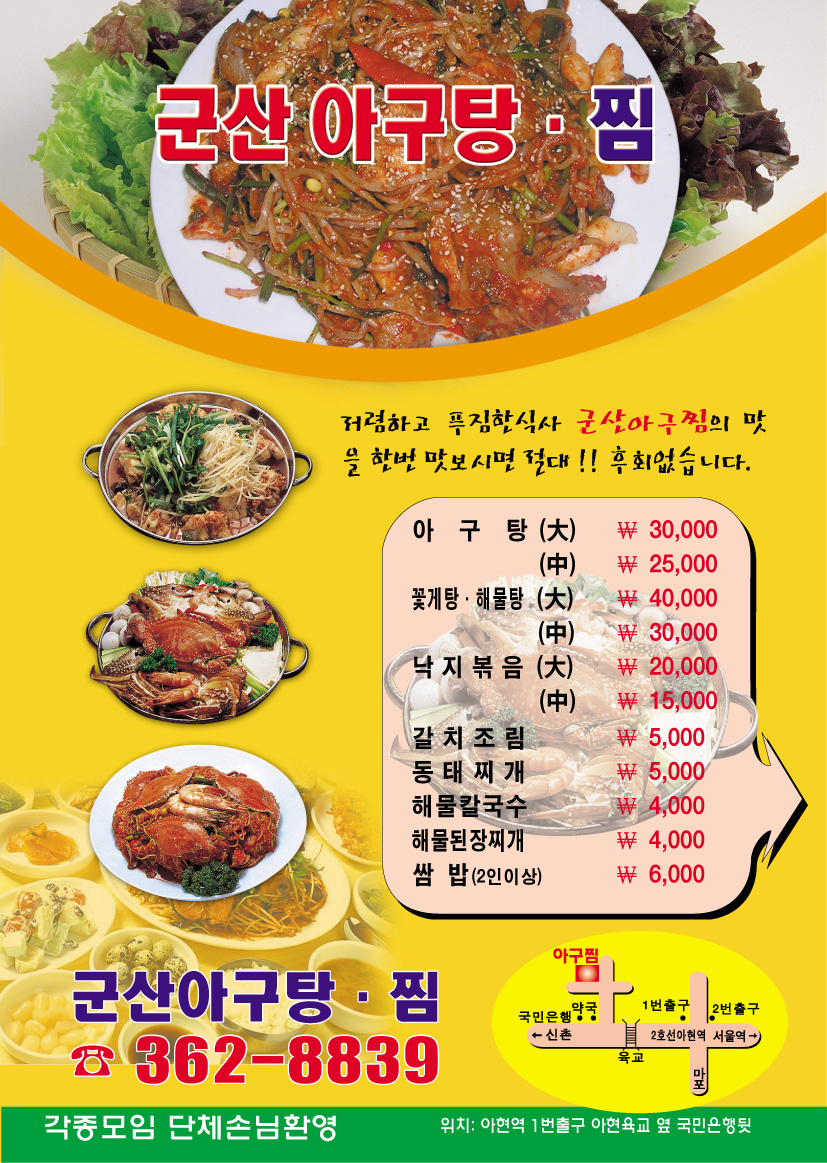 군산 아구탕 · 찜
저렴하고 푸짐한식사 군산아구찜의 맛
을 한번 맛보시면 절대 !! 후회없습니다.
아 구 탕 (大) ₩ 30,000
(中) ₩ 25,000
꽃게탕 · 해물탕 (大) ₩ 40,000
(中) ₩ 30,000
낙지볶음 (大) ₩ 20,000
(中) ₩ 15,000
갈치조림 ₩ 5,000
동태찌개 ₩ 5,000
해물칼국수 ₩ 4,000
해물된장찌개 ₩ 4,000
쌈 밥 (2인이상) ₩ 6,000
아구찜
국민은행 약국 1번출구 2번출구
←신촌 2호선아현역 서울역→
육교
마포
군산아구탕 · 찜
☎ 362-8839
각종모임 단체손님환영
위치: 아현역 1번출구 아현육교 옆 국민은행뒷